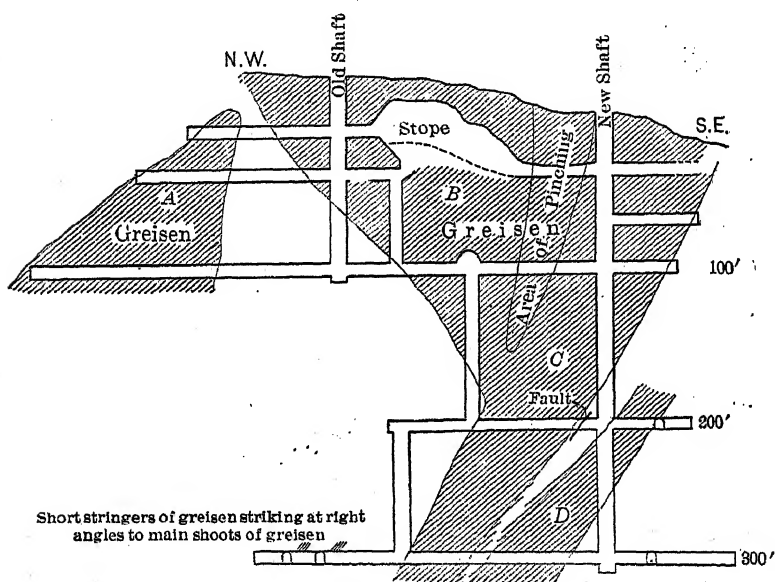 N.W.
Old Shaft
New Shaft
S.E.
Stope
A
Greisen
B
Greisen
Area of Pinching
100'
C
Fault
200'
D
Short stringers of greisen striking at right
angles to main shoots of greisen
300'